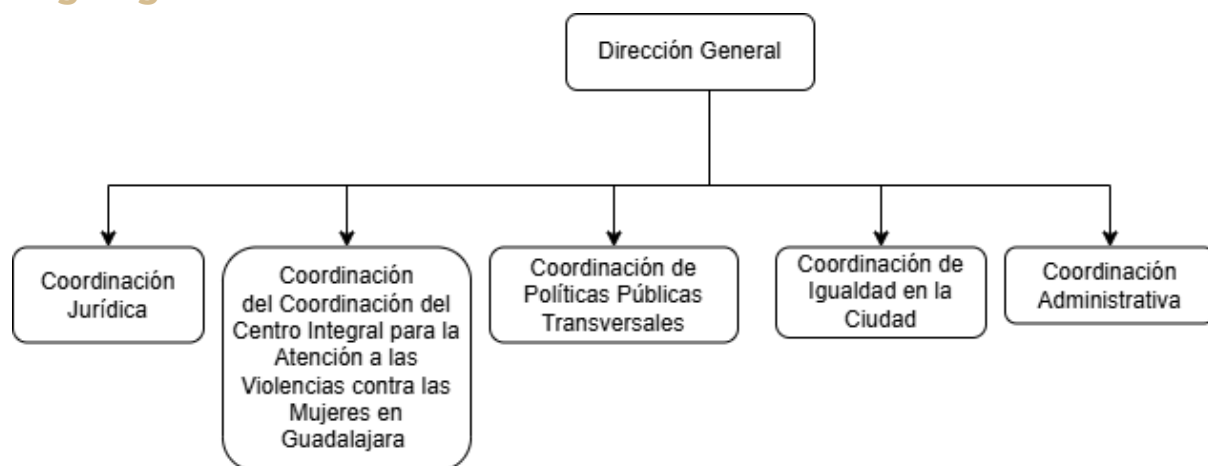 Dirección General
Coordinación
Jurídica
Coordinación
del Coordinación del
Centro Integral para la
Atención a las
Violencias contra las
Mujeres en
Guadalajara
Coordinación de
Políticas Públicas
Transversales
Coordinación de
Igualdad en la
Ciudad
Coordinación
Administrativa